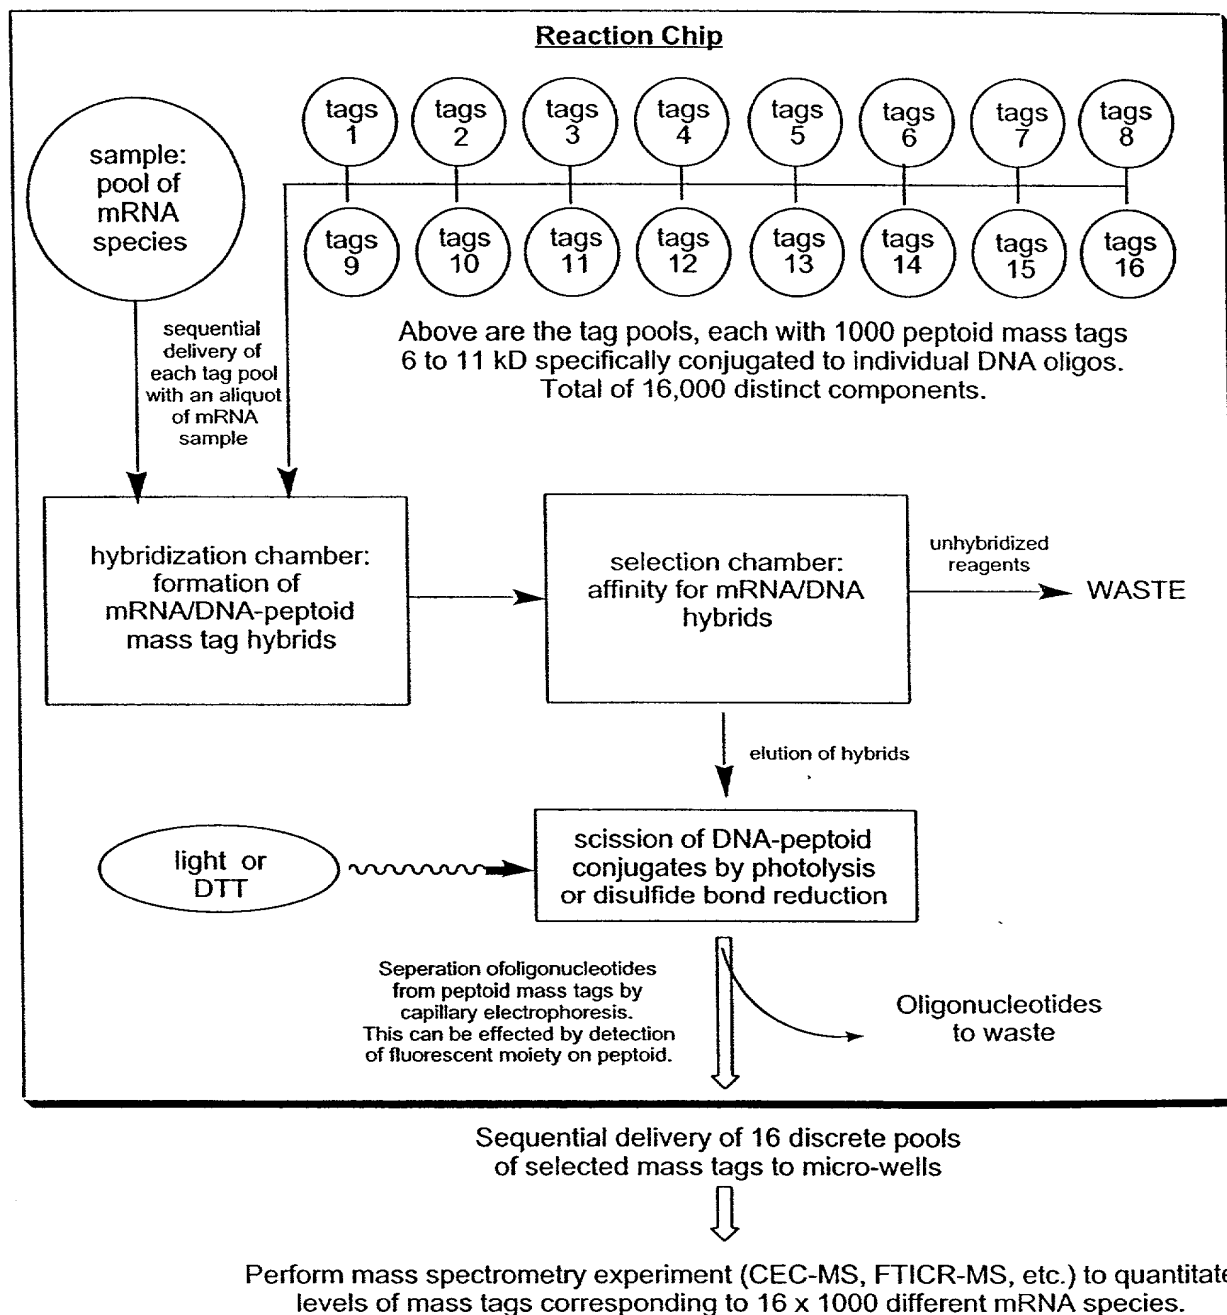 Reaction Chip
sample:
pool of
mRNA
species
tags
1
tags
2
tags
3
tags
4
tags
5
tags
6
tags
7
tags
8
tags
9
tags
10
tags
11
tags
12
tags
13
tags
14
tags
15
tags
16
sequential
delivery of
each tag pool
with an aliquot
of mRNA
sample
Above are the tag pools, each with 1000 peptoid mass tags
6 to 11 kD specifically conjugated to individual DNA oligos.
Total of 16,000 distinct components.
hybridization chamber:
formation of
mRNA/DNA-peptoid
mass tag hybrids
selection chamber:
affinity for mRNA/DNA
hybrids
unhybridized
reagents
WASTE
elution of hybrids
light or
DTT
scission of DNA-peptoid
conjugates by photolysis
or disulfide bond reduction
Seperation ofoligonucleotides
from peptoid mass tags by
capillary electrophoresis.
This can be effected by detection
of fluorescent moiety on peptoid.
Oligonucleotides
to waste
Sequential delivery of 16 discrete pools
of selected mass tags to micro-wells
Perform mass spectrometry experiment (CEC-MS, FTICR-MS, etc.) to quantitate
levels of mass tags corresponding to 16 x 1000 different mRNA species.